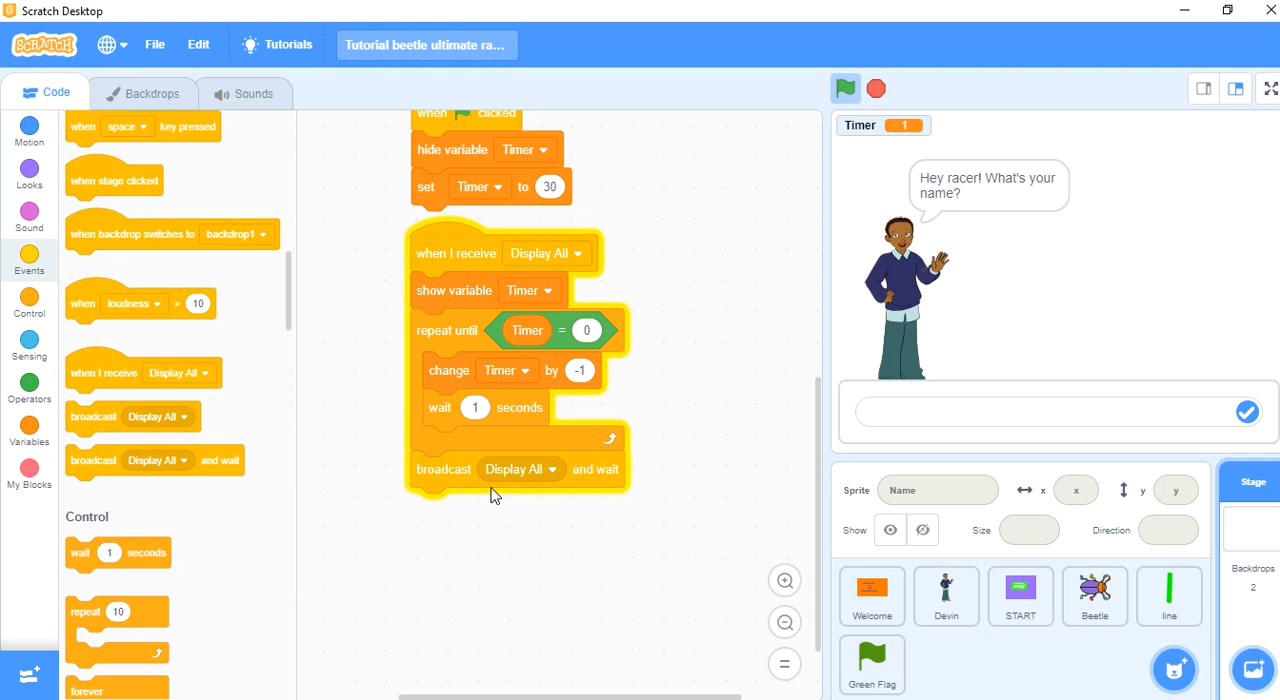 Scratch Desktop
SCRATCH File Edit Tutorials Tutorial beetle ultimate ra...
Code Backdrops Sounds
Motion
Looks
Sound
Events
Control
Sensing
Operators
Variables
My Blocks
when space key pressed
when stage clicked
when backdrop switches to backdrop1
when loudness > 10
when I receive Display All
broadcast Display All
broadcast Display All and wait
Control
wait 1 seconds
repeat 10
forever
when clicked
hide variable Timer
set Timer to 30
when I receive Display All
show variable Timer
repeat until Timer = 0
change Timer by -1
wait 1 seconds
broadcast Display All and wait
Timer 1
Hey racer! What's your
name?
Sprite Name x x y y
Show Size Direction
Welcome Devin START Beetle line
Green Flag
Stage
Backdrops
2